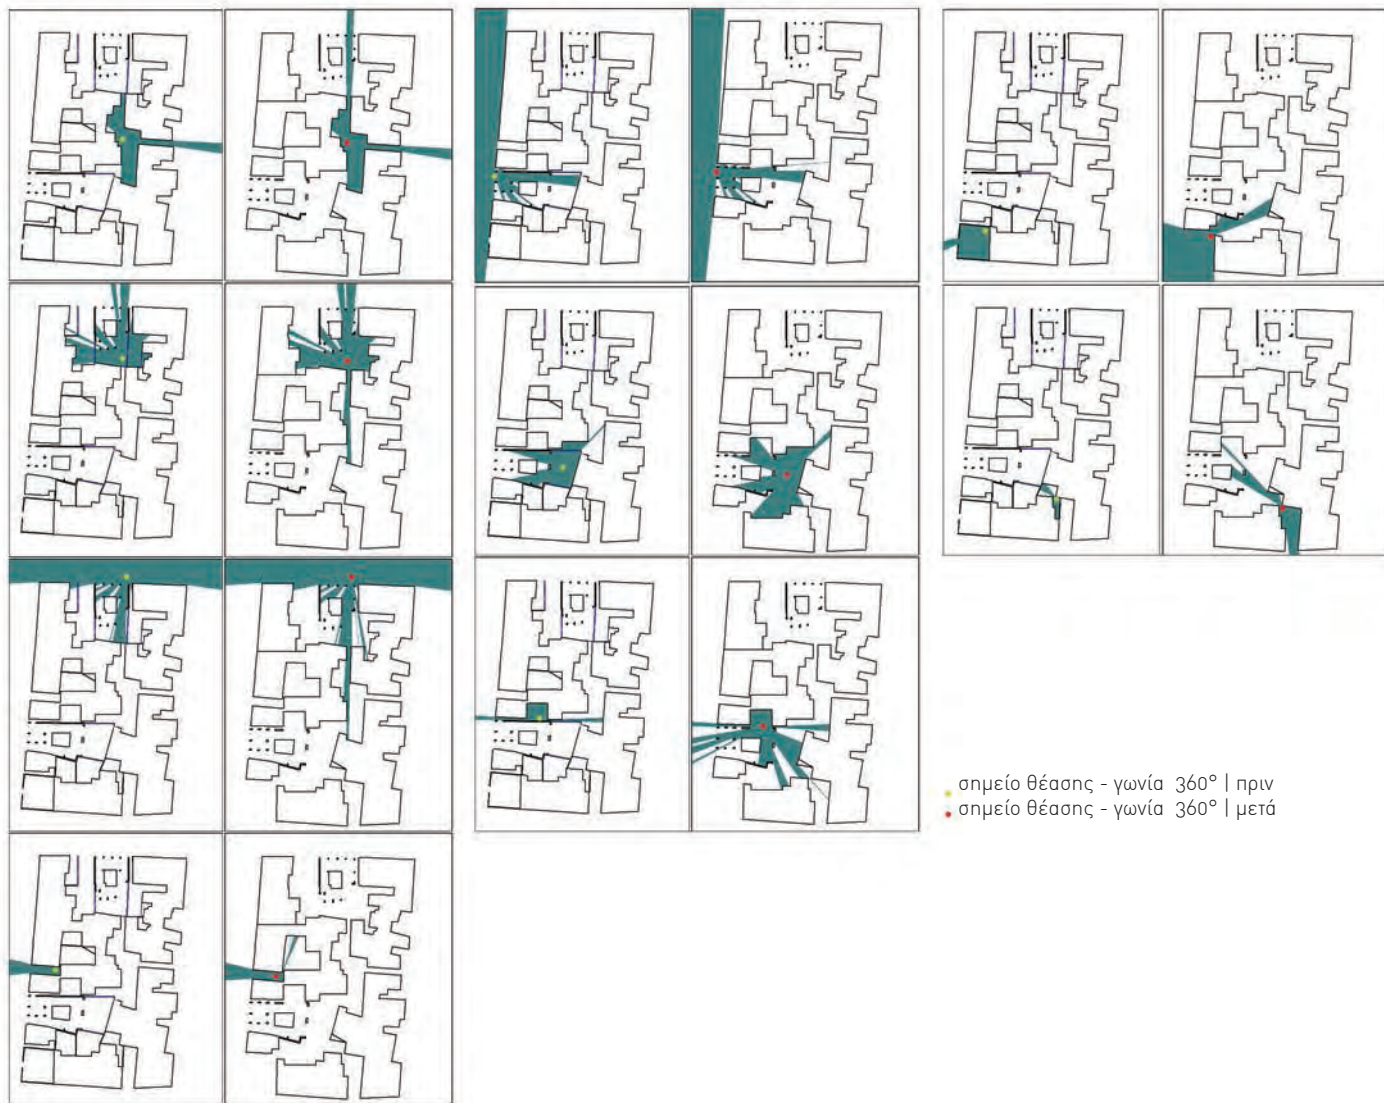 σημείο θέασης - γωνία 360° | πριν
σημείο θέασης - γωνία 360° | μετά